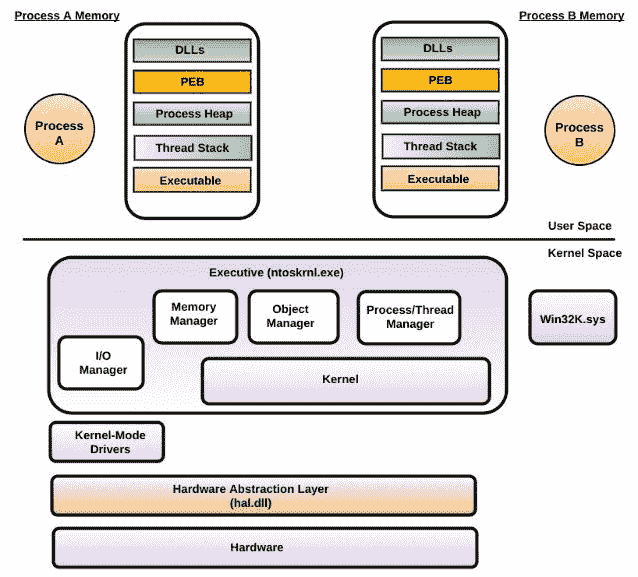 Process A Memory
Process B Memory
DLLs
PEB
Process Heap
Thread Stack
Executable
Process
A
DLLs
PEB
Process Heap
Thread Stack
Executable
Process
B
User Space
Kernel Space
Executive (ntoskrnl.exe)
Memory
Manager
Object
Manager
Process/Thread
Manager
I/O
Manager
Kernel
Win32K.sys
Kernel-Mode
Drivers
Hardware Abstraction Layer
(hal.dll)
Hardware